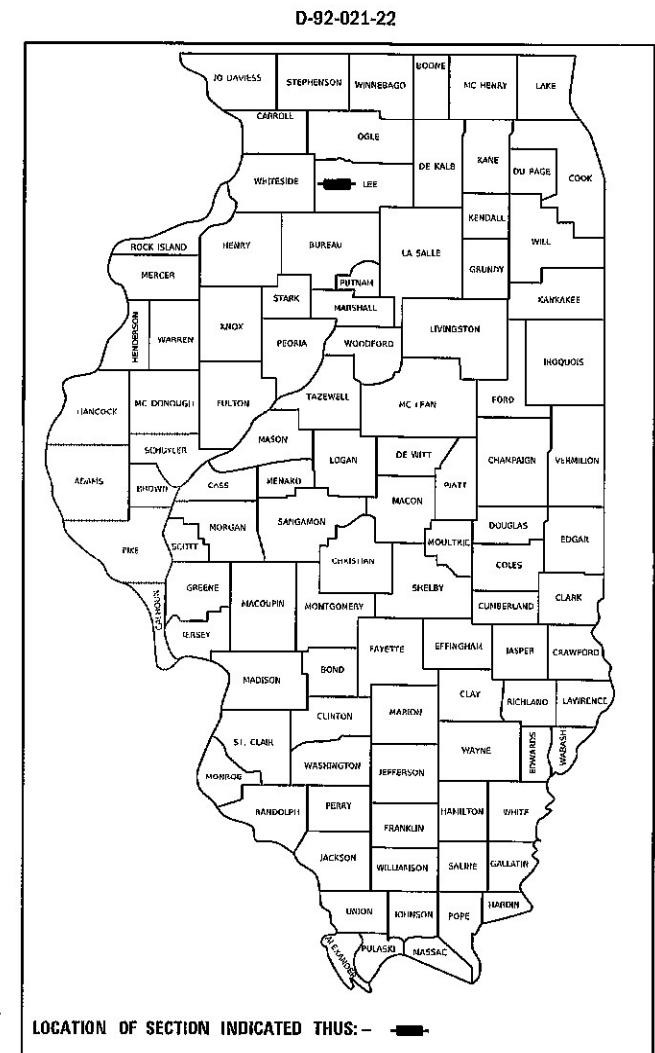 D-92-021-22
JO DAVIESS STEPHENSON WINNEBAGO BOONE MC HENRY LAKE
CARROLL OGLE
WHITESIDE LEE DE KALB KANE DU PAGE COOK
KENDALL WILL
ROCK ISLAND HENRY BUREAU LA SALLE
MERCER PUTNAM GRUNDY
STARK KANKAKEE
HENDERSON WARREN KNOX MARSHALL LIVINGSTON
PEORIA WOODFORD IROQUOIS
HANCOCK MC DONOUGH FULTON TAZEWELL MC LEAN FORD
SCHUYLER MASON
ADAMS BROWN CASS MENARD LOGAN DE WITT PIATT CHAMPAIGN VERMILION
MACON
MORGAN SANGAMON DOUGLAS
PIKE SCOTT CHRISTIAN MOULTRIE EDGAR
COLES
GREENE SHELBY
CALHOUN MACOUPIN MONTGOMERY CUMBERLAND CLARK
JERSEY
FAYETTE EFFINGHAM JASPER CRAWFORD
MADISON BOND
CLAY RICHLAND LAWRENCE
CLINTON MARION
ST. CLAIR WAYNE EDWARDS WABASH
WASHINGTON JEFFERSON
MONROE
RANDOLPH PERRY HAMILTON WHITE
FRANKLIN
JACKSON WILLIAMSON SALINE GALLATIN
UNION JOHNSON POPE HARDIN
ALEXANDER PULASKI MASSAC
LOCATION OF SECTION INDICATED THUS: –